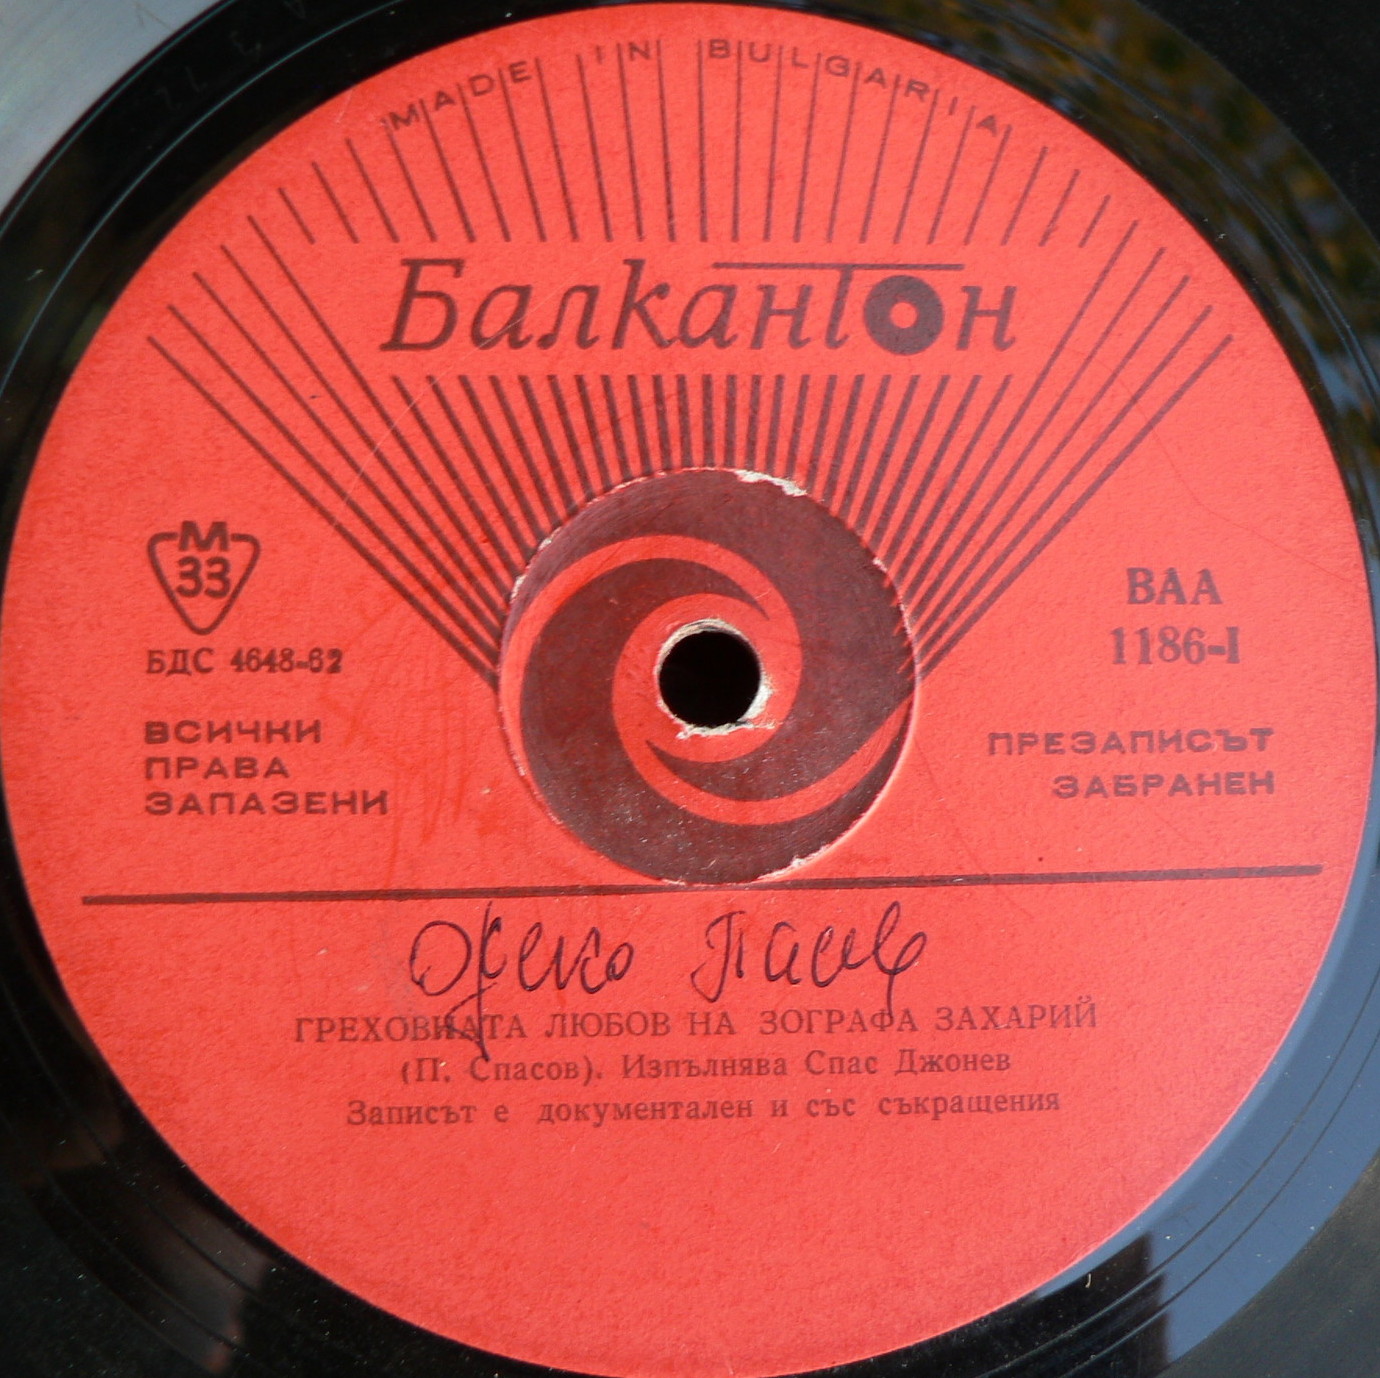 MADE IN BULGARIA
Балкантон
М
33
БДС 4648-62
ВСИЧКИ
ПРАВА
ЗАПАЗЕНИ
ВАА
1186-I
ПРЕЗАПИСЪТ
ЗАБРАНЕН
ГРЕХОВНАТА ЛЮБОВ НА ЗОГРАФА ЗАХАРИЙ
(П. Спасов). Изпълнява Спас Джонев
Записът е документален и със съкращения